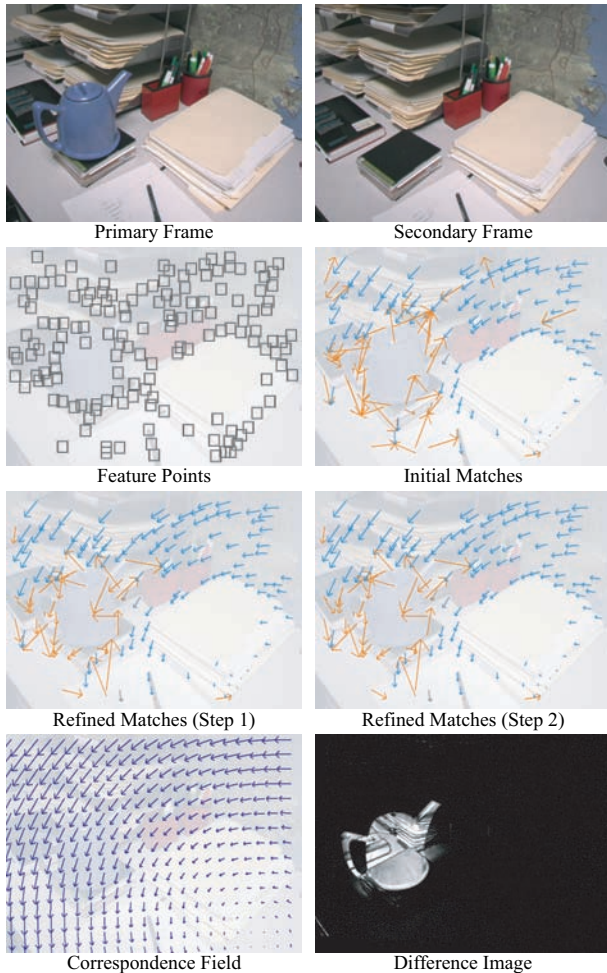 Primary Frame
Secondary Frame
Feature Points
Initial Matches
Refined Matches (Step 1)
Refined Matches (Step 2)
Correspondence Field
Difference Image